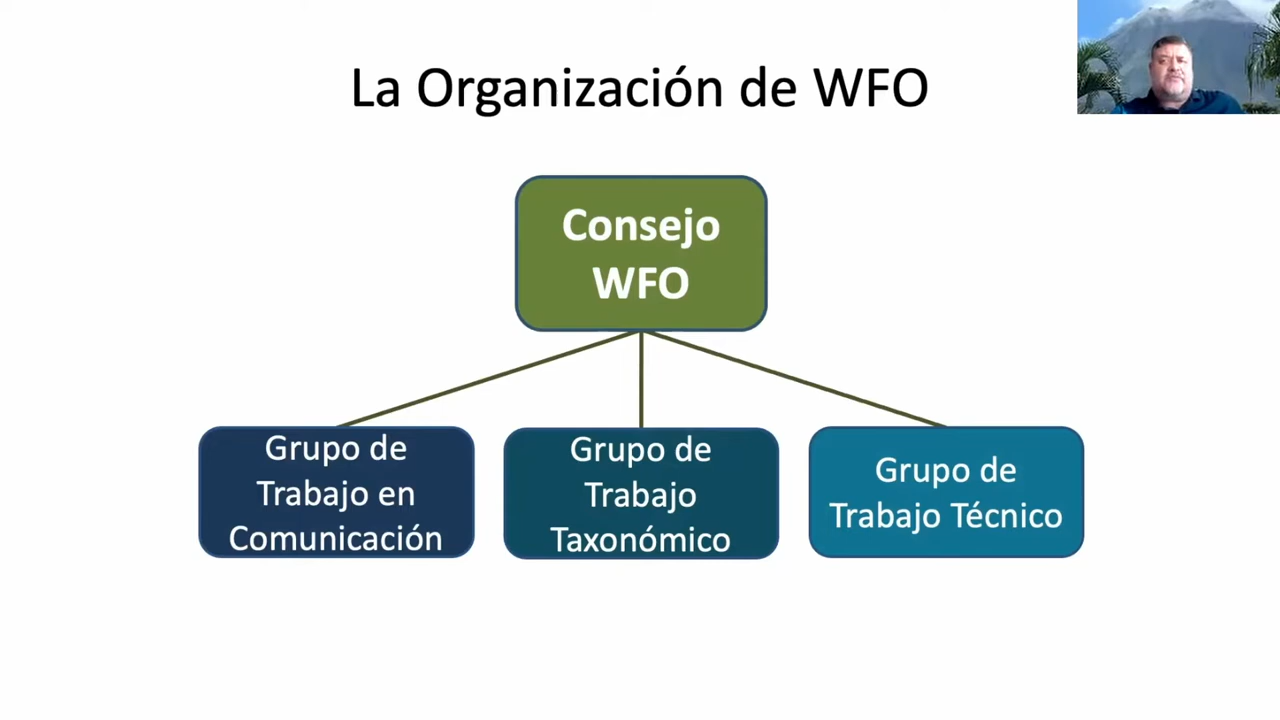 La Organización de WFO
Consejo
WFO
Grupo de
Trabajo en
Comunicación
Grupo de
Trabajo
Taxonómico
Grupo de
Trabajo Técnico